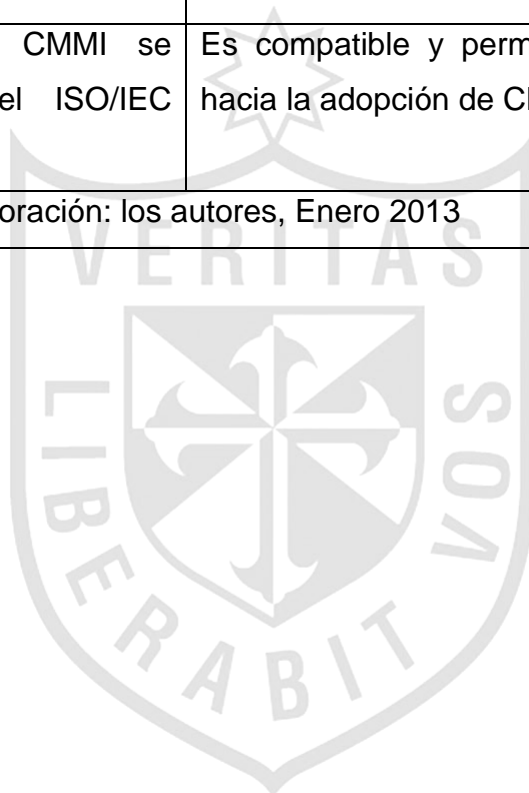 CMMI se
el ISO/IEC
Es compatible y
hacia la adopción de
oración: los autores, Enero 2013
VERITAS
LIBERABIT
VOS